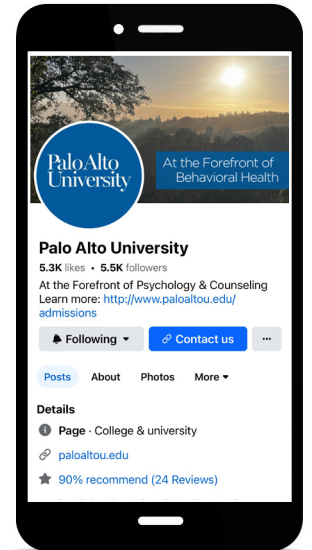 Palo Alto
University
At the Forefront of
Behavioral Health
Palo Alto University
5.3K likes • 5.5K followers
At the Forefront of Psychology & Counseling
Learn more: http://www.paloaltou.edu/
admissions
Following
Contact us
Posts About Photos More
Details
Page · College & university
paloaltou.edu
90% recommend (24 Reviews)